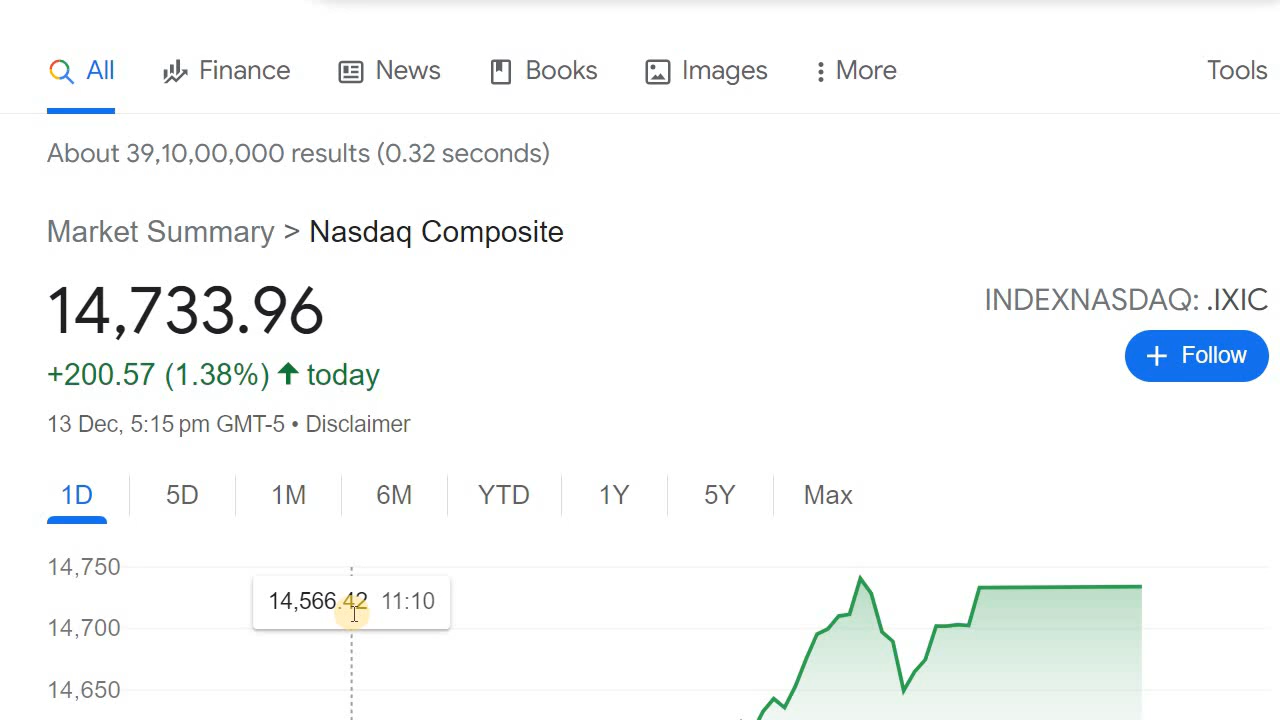 All Finance News Books Images More Tools
About 39,10,00,000 results (0.32 seconds)
Market Summary > Nasdaq Composite
14,733.96
INDEXNASDAQ: .IXIC
+ Follow
+200.57 (1.38%) ↑ today
13 Dec, 5:15 pm GMT-5 • Disclaimer
1D 5D 1M 6M YTD 1Y 5Y Max
14,750
14,566.42 11:10
14,700
14,650